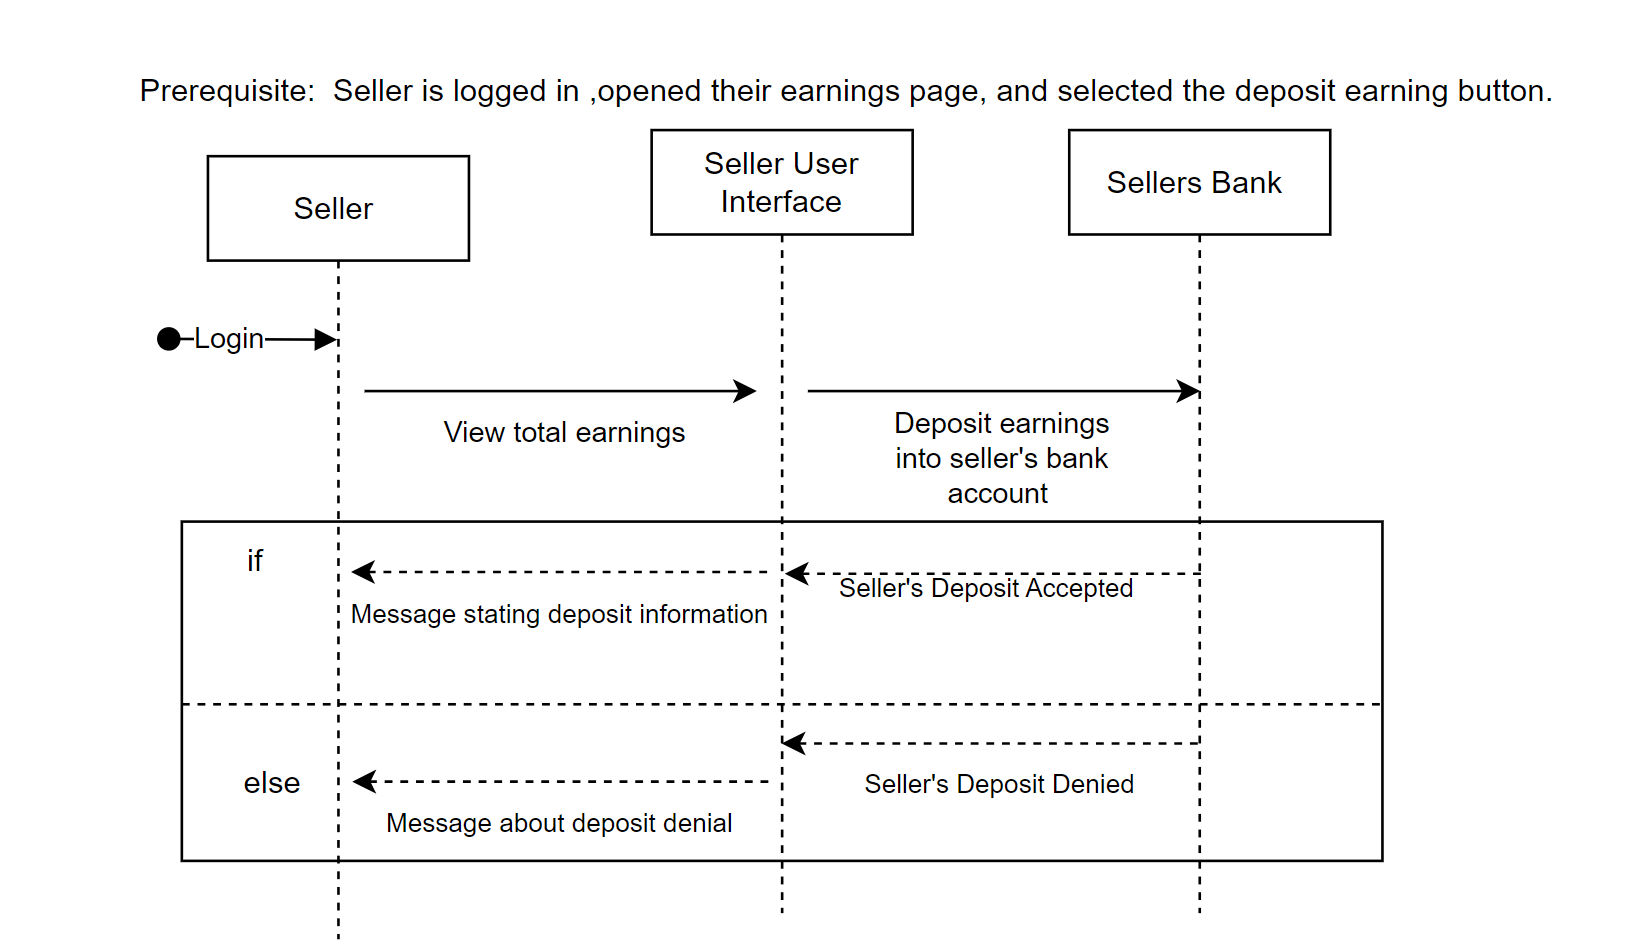 Prerequisite:  Seller is logged in ,opened their earnings page, and selected the deposit earning button.
Seller
Seller User
Interface
Sellers Bank
Login
View total earnings
Deposit earnings
into seller's bank
account
if
Message stating deposit information
Seller's Deposit Accepted
else
Seller's Deposit Denied
Message about deposit denial